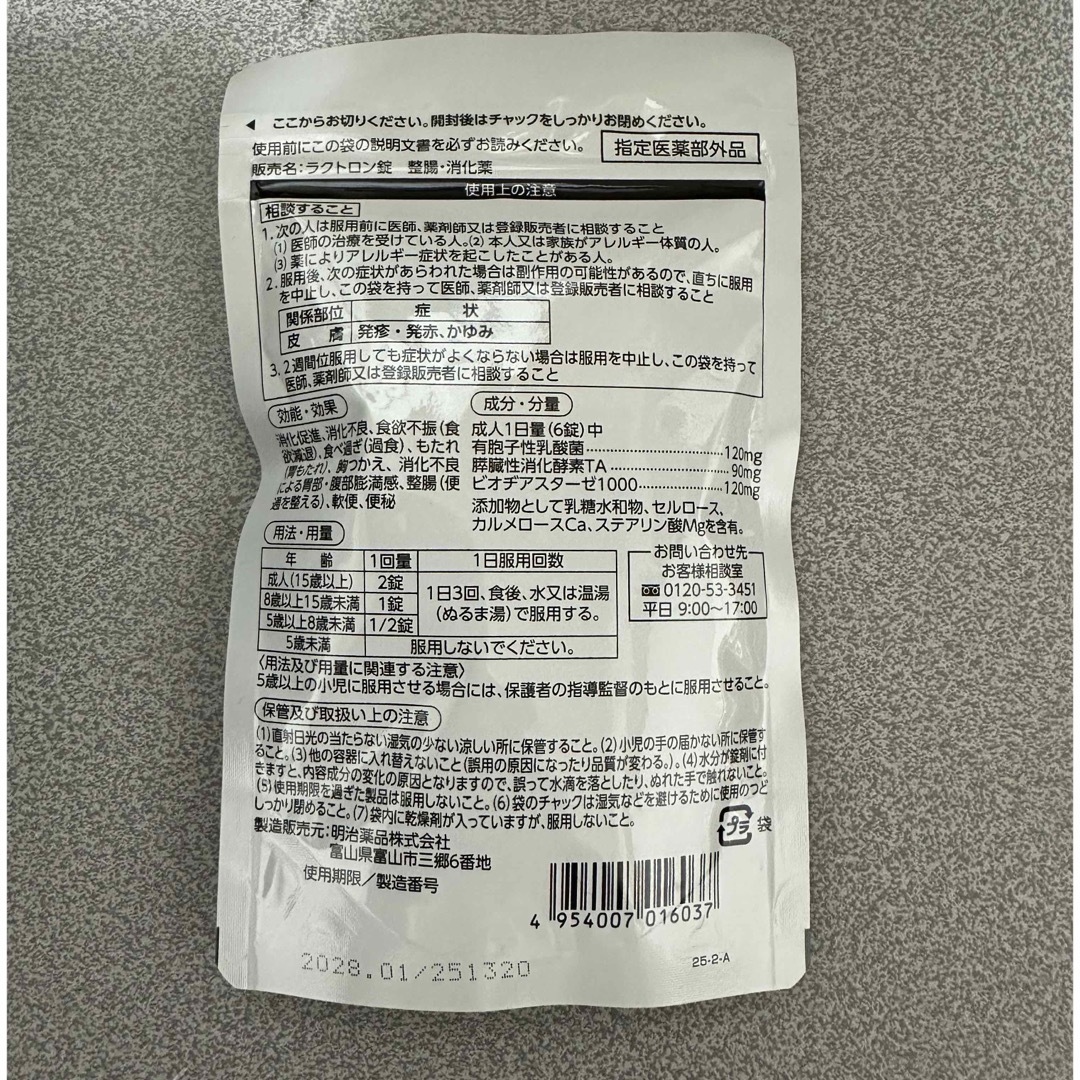 ◀ ここからお切りください。開封後はチャックをしっかりお閉めください。
使用前にこの袋の説明文書を必ずお読みください。
指定医薬部外品
販売名：ラクトロン錠　整腸・消化薬
使用上の注意
相談すること
1.次の人は服用前に医師、薬剤師又は登録販売者に相談すること
(1) 医師の治療を受けている人。(2) 本人又は家族がアレルギー体質の人。
(3) 薬によりアレルギー症状を起こしたことがある人。
2.服用後、次の症状があらわれた場合は副作用の可能性があるので、直ちに服用
を中止し、この袋を持って医師、薬剤師又は登録販売者に相談すること
関係部位　症　状
皮　膚　発疹・発赤、かゆみ
3.2週間位服用しても症状がよくならない場合は服用を中止し、この袋を持って
医師、薬剤師又は登録販売者に相談すること
効能・効果
消化促進、消化不良、食欲不振(食
欲減退)、食べ過ぎ(過食)、もたれ
(胃もたれ)、胸つかえ、消化不良
による胃部・腹部膨満感、整腸(便
通を整える)、軟便、便秘
成分・分量
成人1日量(6錠)中
有胞子性乳酸菌 120mg
膵臓性消化酵素TA 90mg
ビオヂアスターゼ1000 120mg
添加物として乳糖水和物、セルロース、
カルメロースCa、ステアリン酸Mgを含有。
用法・用量
年　齢　1回量　1日服用回数
成人(15歳以上)　2錠
8歳以上15歳未満　1錠
5歳以上8歳未満　1/2錠
1日3回、食後、水又は温湯
(ぬるま湯)で服用する。
5歳未満　服用しないでください。
お問い合わせ先
お客様相談室
0120-53-3451
平日 9:00〜17:00
〈用法及び用量に関連する注意〉
5歳以上の小児に服用させる場合には、保護者の指導監督のもとに服用させること。
保管及び取扱い上の注意
(1)直射日光の当たらない湿気の少ない涼しい所に保管すること。(2)小児の手の届かない所に保管す
ること。(3)他の容器に入れ替えないこと(誤用の原因になったり品質が変わる。)。(4)水分が錠剤に付
きますと、内容成分の変化の原因となりますので、誤って水滴を落としたり、ぬれた手で触れないこと。
(5)使用期限を過ぎた製品は服用しないこと。(6)袋のチャックは湿気などを避けるために使用のつど
しっかり閉めること。(7)袋内に乾燥剤が入っていますが、服用しないこと。
製造販売元：明治薬品株式会社
富山県富山市三郷6番地
プラ 袋
使用期限／製造番号
4 954007 016037
2028.01/251320
25-2-A